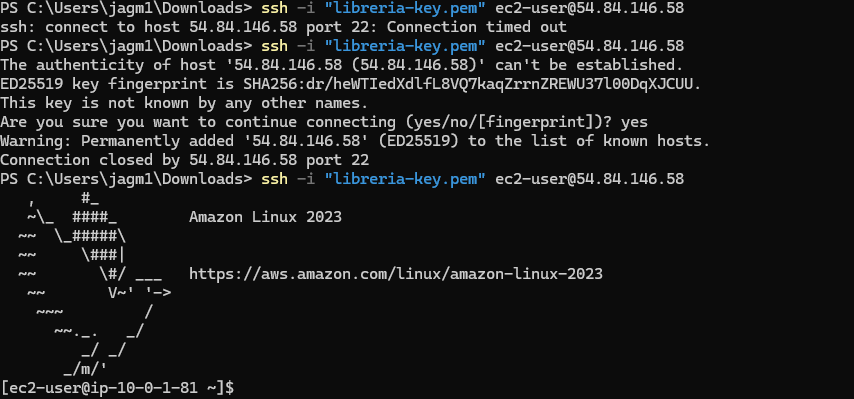 PS C:\Users\jagm1\Downloads> ssh -i "libreria-key.pem" ec2-user@54.84.146.58
ssh: connect to host 54.84.146.58 port 22: Connection timed out
PS C:\Users\jagm1\Downloads> ssh -i "libreria-key.pem" ec2-user@54.84.146.58
The authenticity of host '54.84.146.58 (54.84.146.58)' can't be established.
ED25519 key fingerprint is SHA256:dr/heWTIedXdlfL8VQ7kaqZrrnZREWU37l00DqXJCUU.
This key is not known by any other names.
Are you sure you want to continue connecting (yes/no/[fingerprint])? yes
Warning: Permanently added '54.84.146.58' (ED25519) to the list of known hosts.
Connection closed by 54.84.146.58 port 22
PS C:\Users\jagm1\Downloads> ssh -i "libreria-key.pem" ec2-user@54.84.146.58
   ,     #_
   ~\_  ####_        Amazon Linux 2023
  ~~  \_#####\
  ~~     \###|
  ~~       \#/ ___   https://aws.amazon.com/linux/amazon-linux-2023
   ~~       V~' '->
    ~~~         /
      ~~._.   _/
         _/ _/
       _/m/'
[ec2-user@ip-10-0-1-81 ~]$